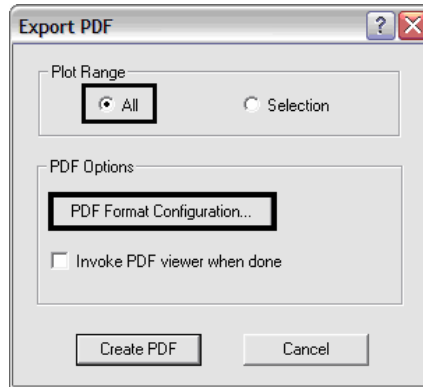 Export PDF
Plot Range
All
Selection
PDF Options
PDF Format Configuration...
Invoke PDF viewer when done
Create PDF
Cancel